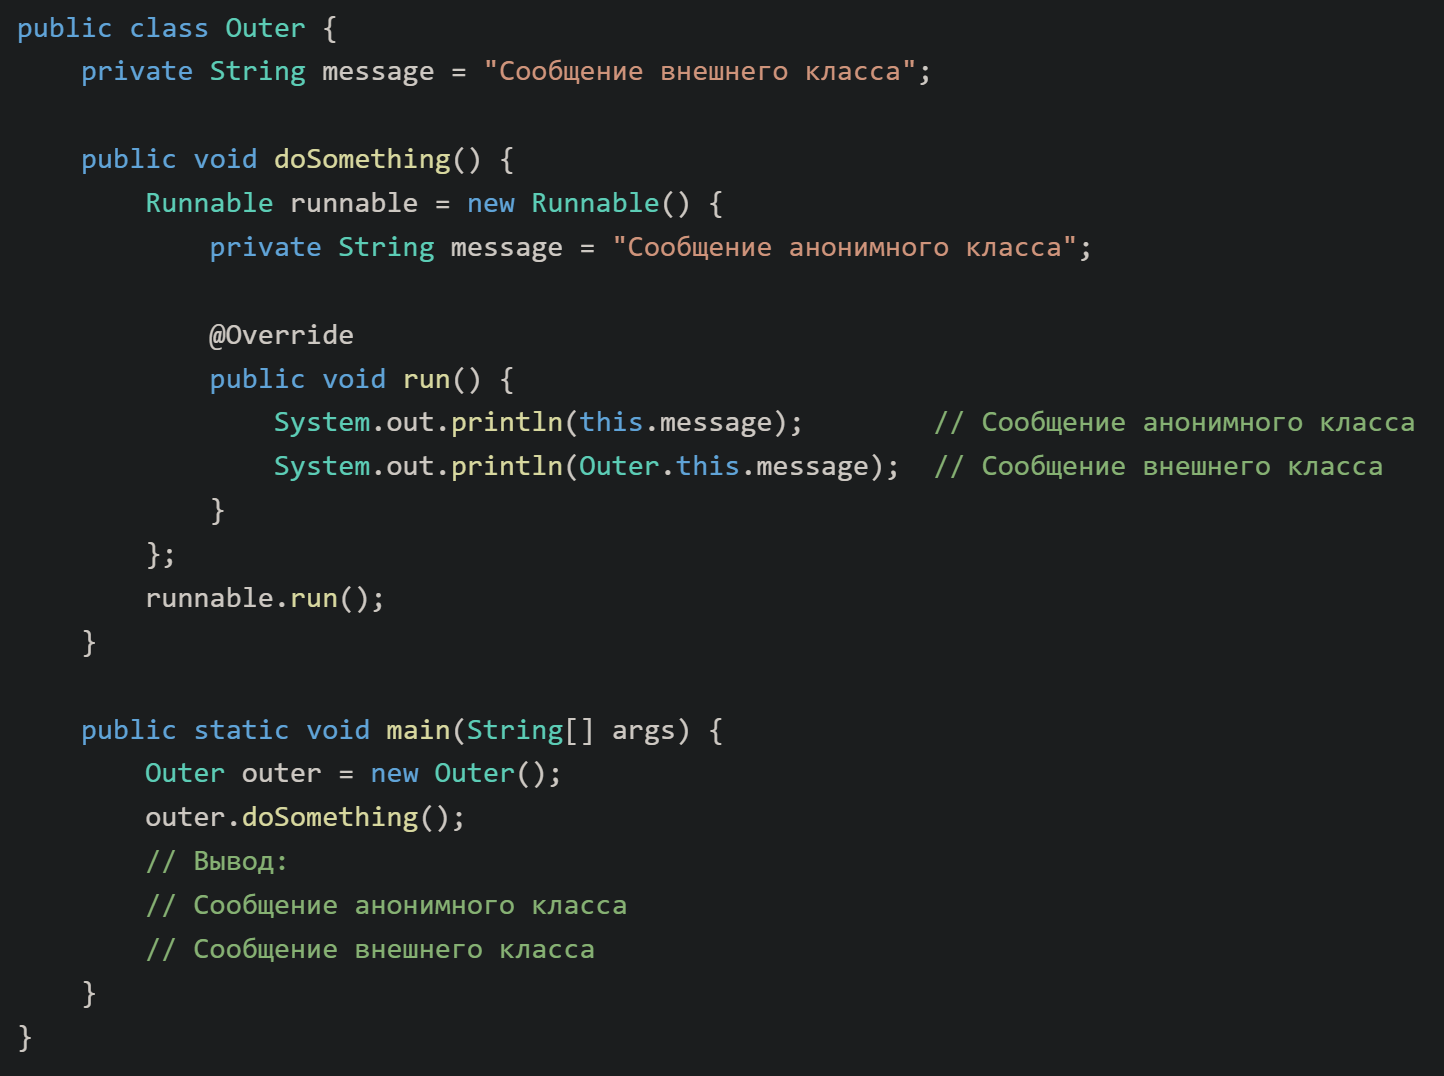 public class Outer {
    private String message = "Сообщение внешнего класса";

    public void doSomething() {
        Runnable runnable = new Runnable() {
            private String message = "Сообщение анонимного класса";

            @Override
            public void run() {
                System.out.println(this.message);        // Сообщение анонимного класса
                System.out.println(Outer.this.message);  // Сообщение внешнего класса
            }
        };
        runnable.run();
    }

    public static void main(String[] args) {
        Outer outer = new Outer();
        outer.doSomething();
        // Вывод:
        // Сообщение анонимного класса
        // Сообщение внешнего класса
    }
}